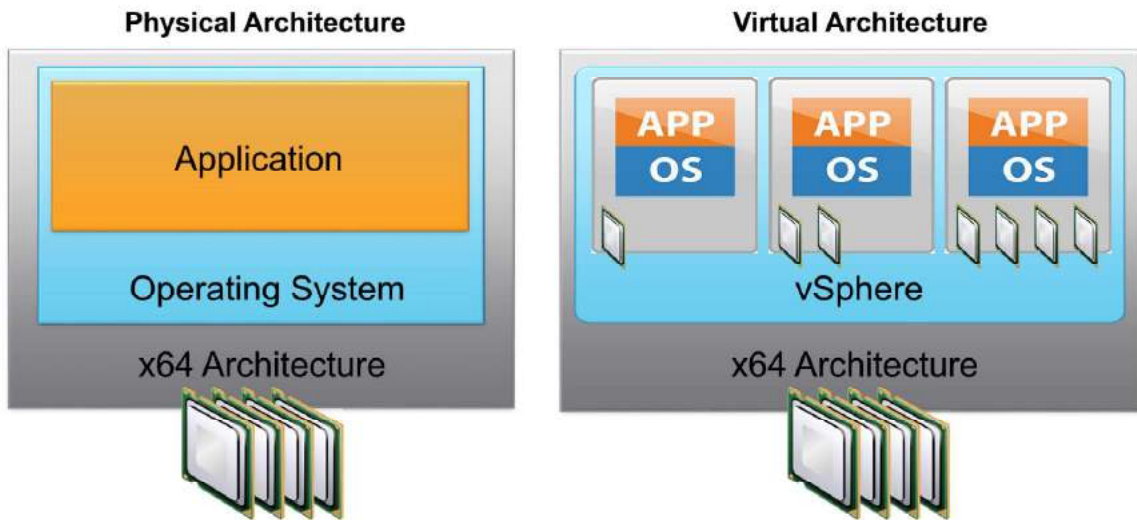 Physical Architecture
Application
Operating System
x64 Architecture
Virtual Architecture
APP
OS
APP
OS
APP
OS
vSphere
x64 Architecture